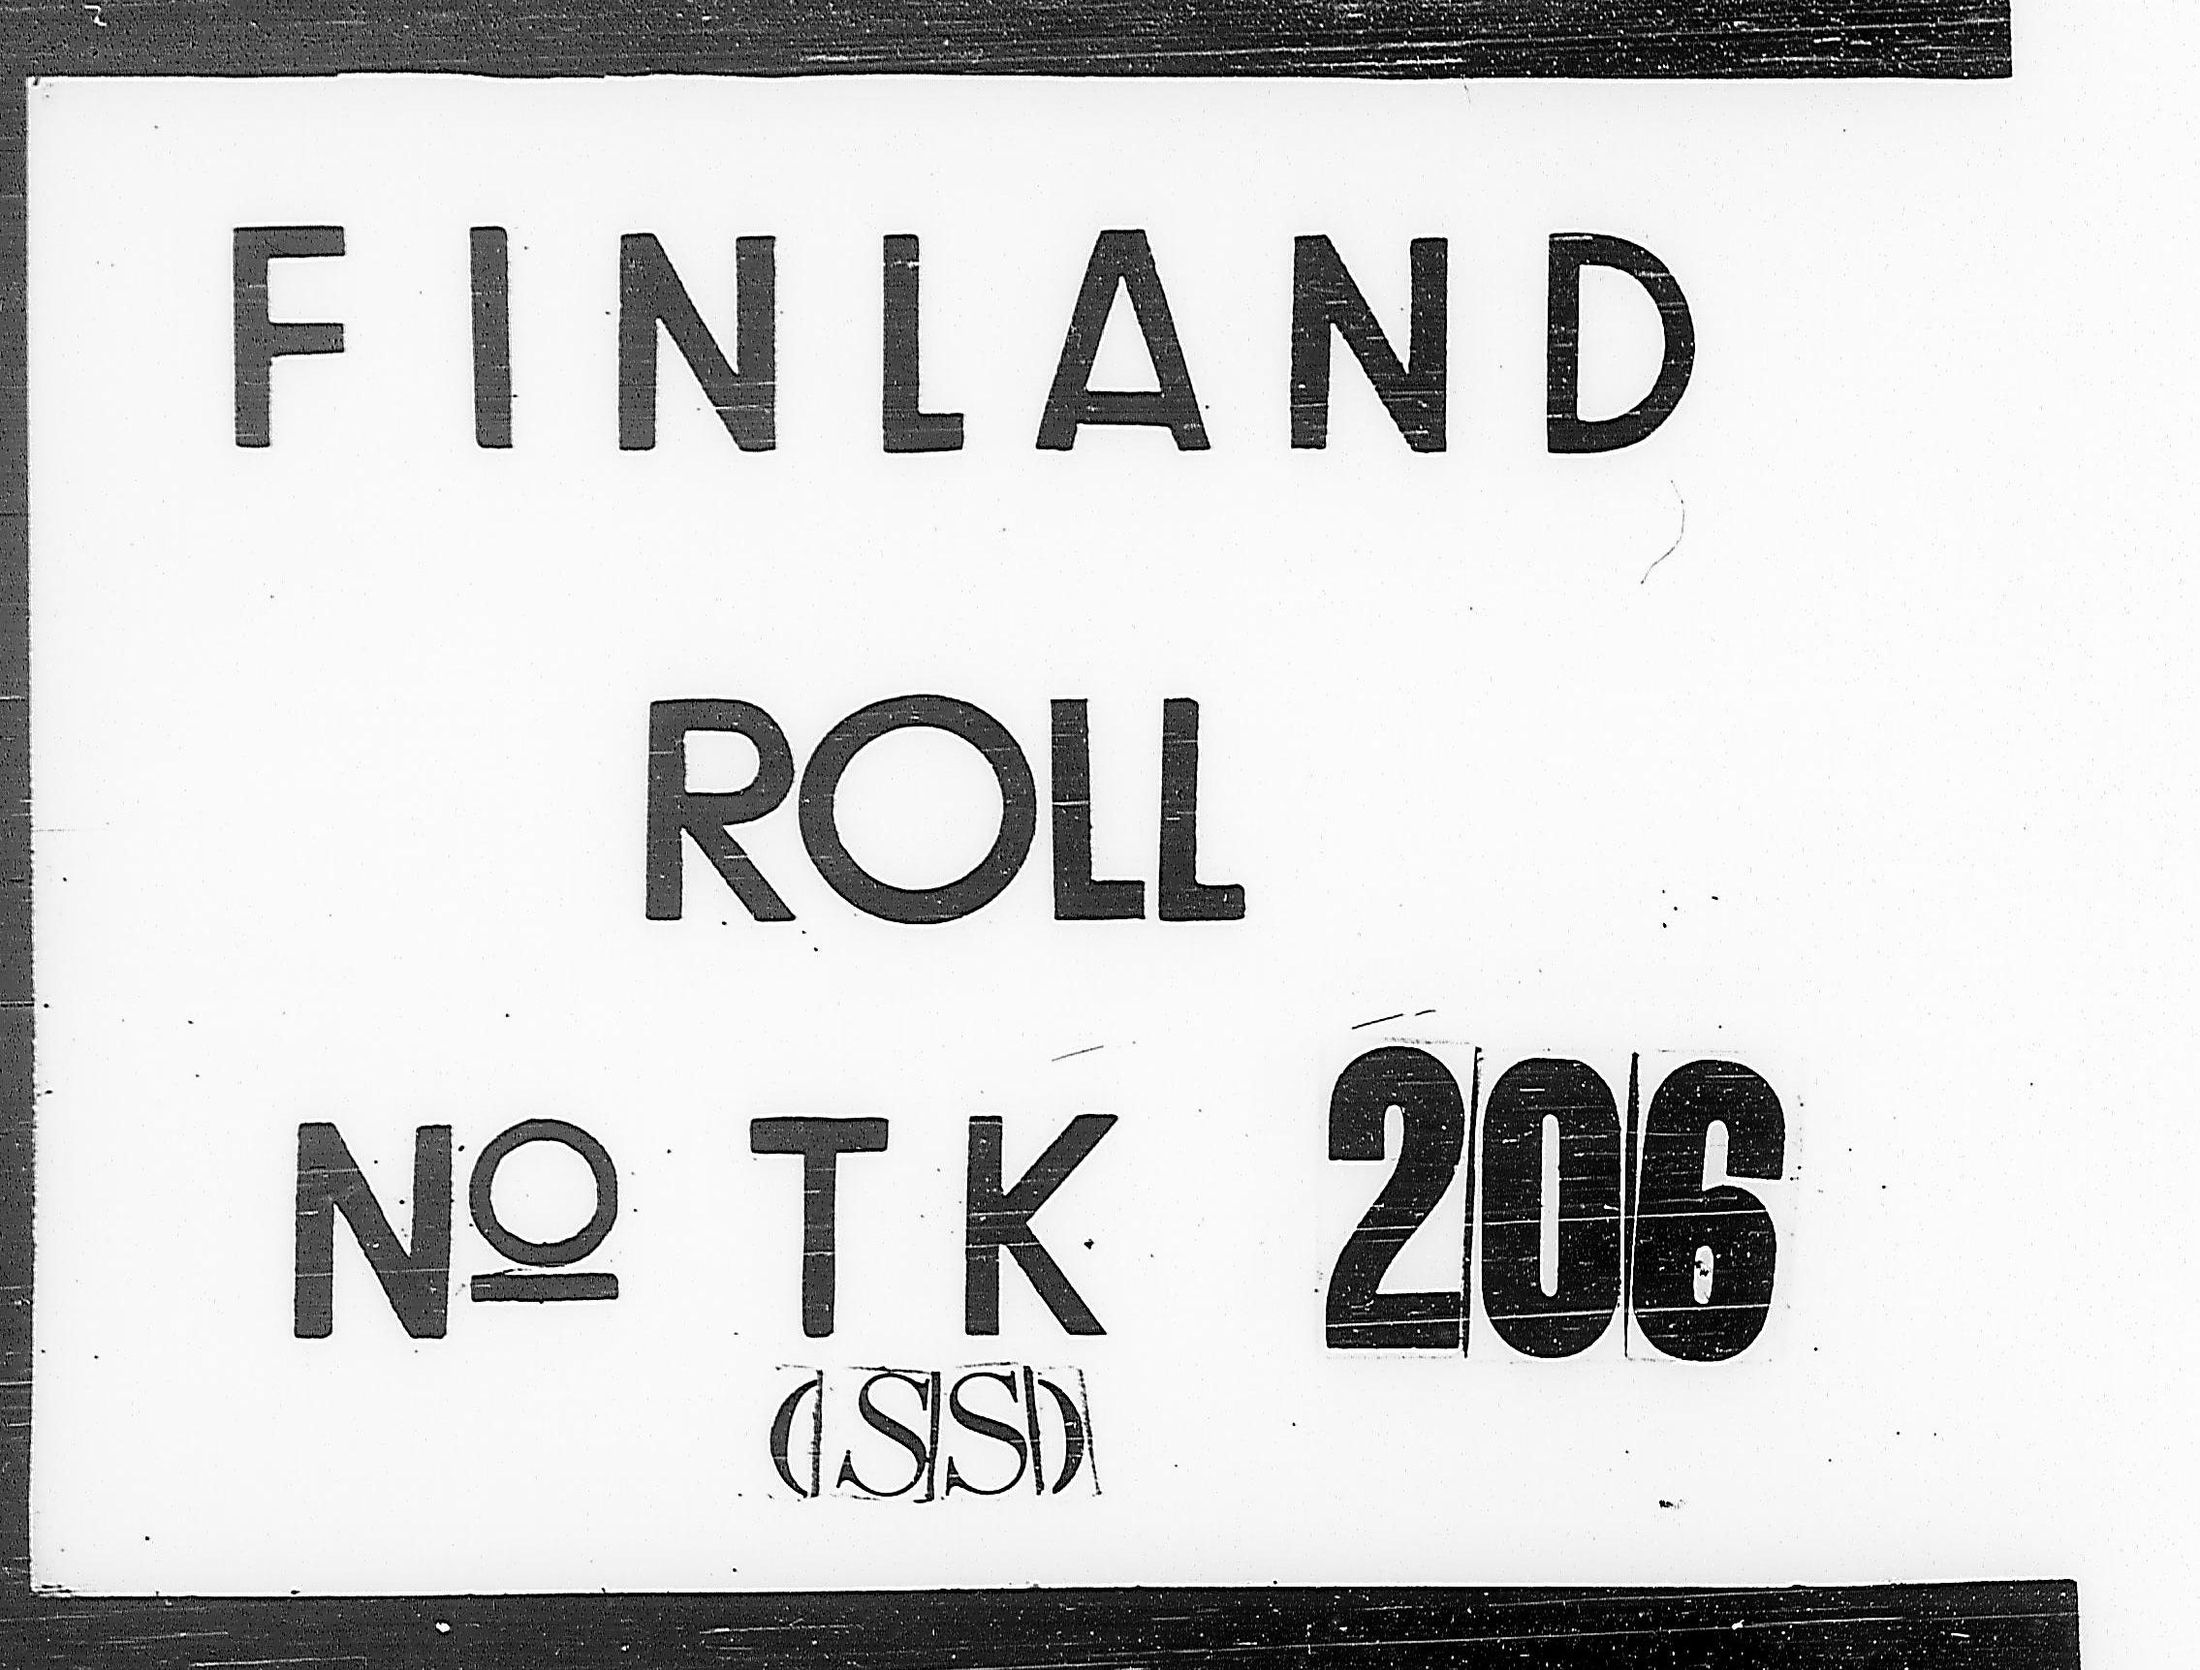 FINLAND
ROLL
Nº TK 206
(SS)